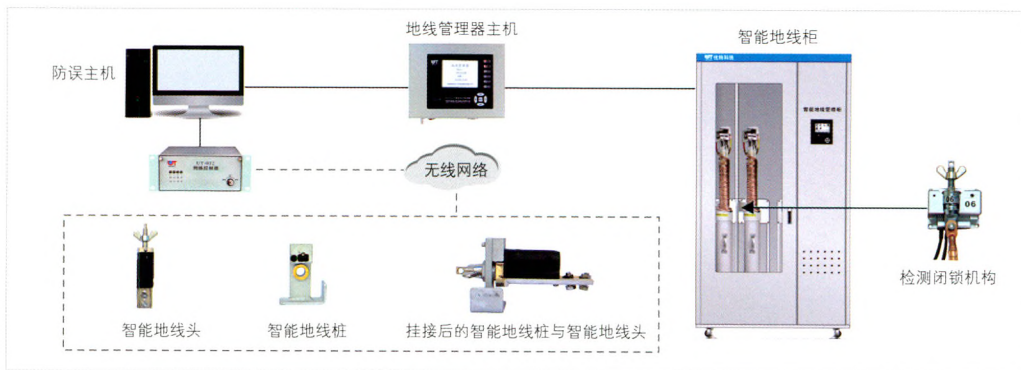 地线管理器主机
智能地线柜
防误主机
UT-802
智能地线管理柜
无线网络
06
检测闭锁机构
智能地线头
智能地线桩
挂接后的智能地线桩与智能地线头